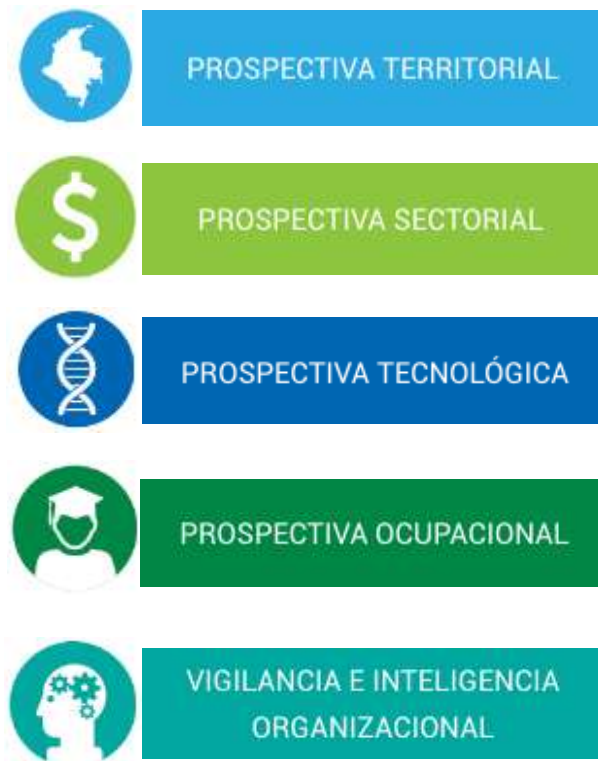 PROSPECTIVA TERRITORIAL
$
PROSPECTIVA SECTORIAL
PROSPECTIVA TECNOLÓGICA
PROSPECTIVA OCUPACIONAL
VIGILANCIA E INTELIGENCIA
ORGANIZACIONAL